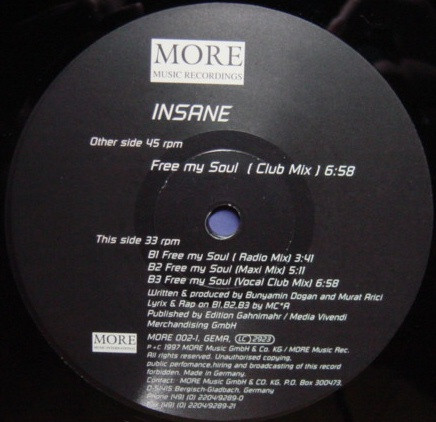 MORE
MUSIC RECORDINGS
INSANE
Other side 45 rpm
Free my Soul ( Club Mix ) 6:58
This side 33 rpm
B1 Free my Soul ( Radio Mix) 3:41
B2 Free my Soul (Maxi Mix) 5:11
B3 Free my Soul (Vocal Club Mix) 6:58
Written & produced by Bunyamin Dogan and Murat Arici
Lyrix & Rap on B1,B2,B3 by MC*A
Published by Edition Gahnimahr / Media Vivendi
Merchandising GmbH
MORE 002-1, GEMA, LC 2923
MORE
P+c 1997 MORE Music GmbH & Co. KG / MORE Music Rec.
All rights reserved. Unauthorised copying,
public perfomance,hiring and broadcasting of this record
forbidden. Made in Germany.
Contact: MORE Music GmbH & CO. KG, P.O. Box 300473,
D-51415 Bergisch-Gladbach, Germany
Phone (49) (0) 2204/9289-0
Fax (49) (0) 2204/9289-21